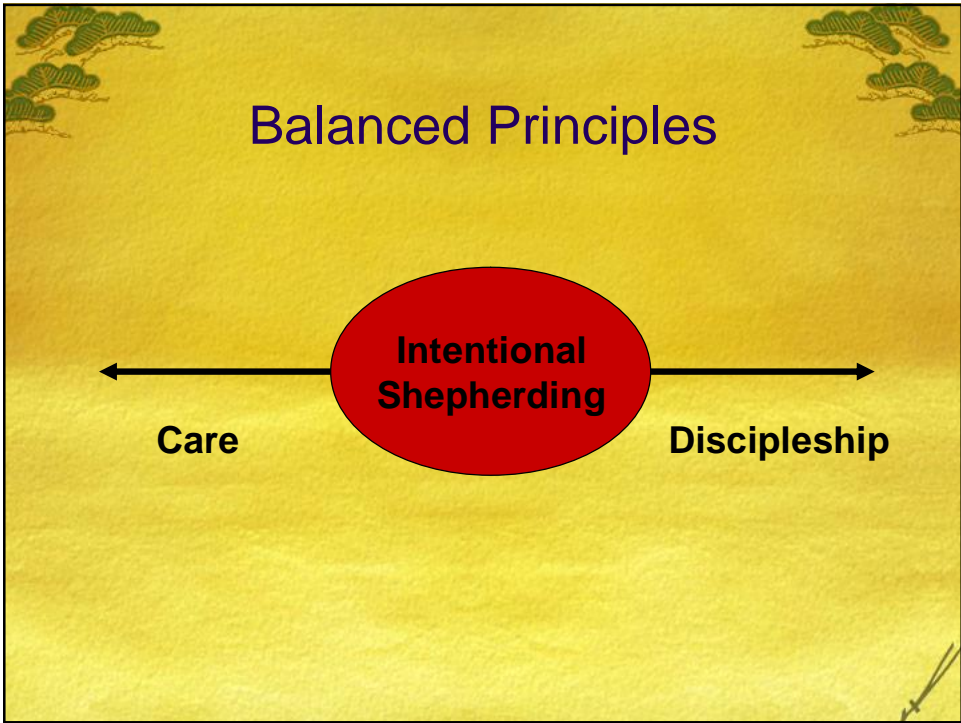 Balanced Principles
Intentional
Shepherding
Care
Discipleship